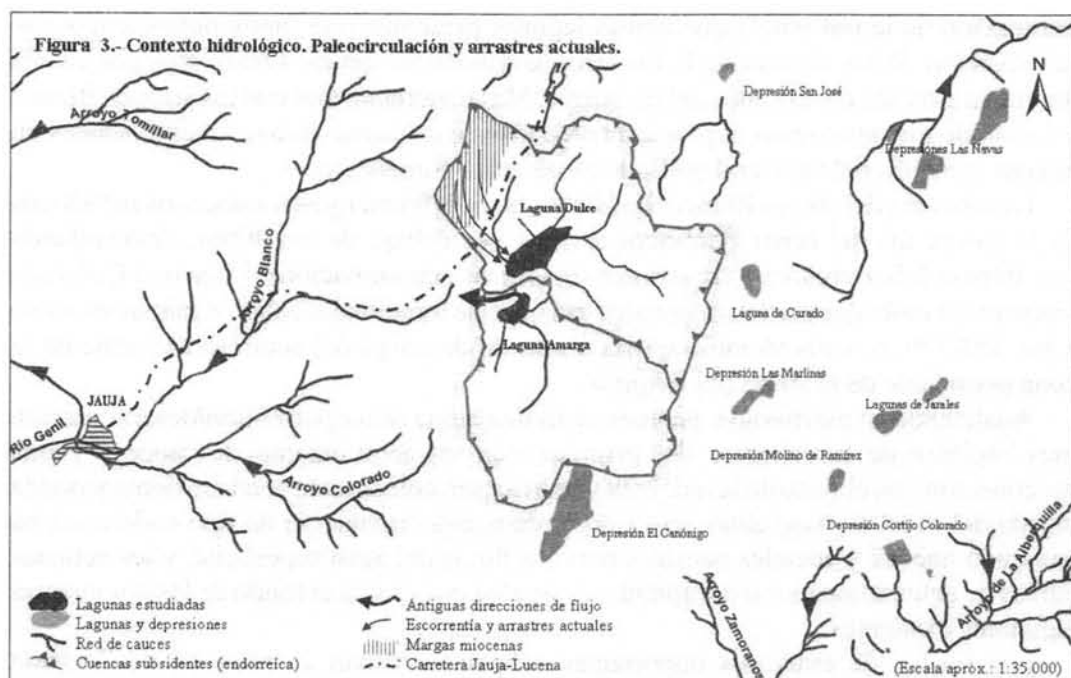 Figura 3.- Contexto hidrológico. Paleocirculación y arrastres actuales.
N
Depresión San José
Arroyo Tomillar
Depresiones Las Navas
Laguna Dulce
Arroyo Blanco
Laguna de Curado
Laguna Amarga
Depresión Las Marlinas
Lagunas de Jarales
JAUJA
Río Genil
Depresión Molino de Ramírez
Arroyo Colorado
Depresión Cortijo Colorado
Depresión El Canónigo
Arroyo Zamoranos
Arroyo de La Albequilla
Lagunas estudiadas
Lagunas y depresiones
Red de cauces
Cuencas subsidentes (endorreica)
Antiguas direcciones de flujo
Escorrentía y arrastres actuales
Margas miocenas
Carretera Jauja-Lucena
(Escala aprox.: 1:35.000)